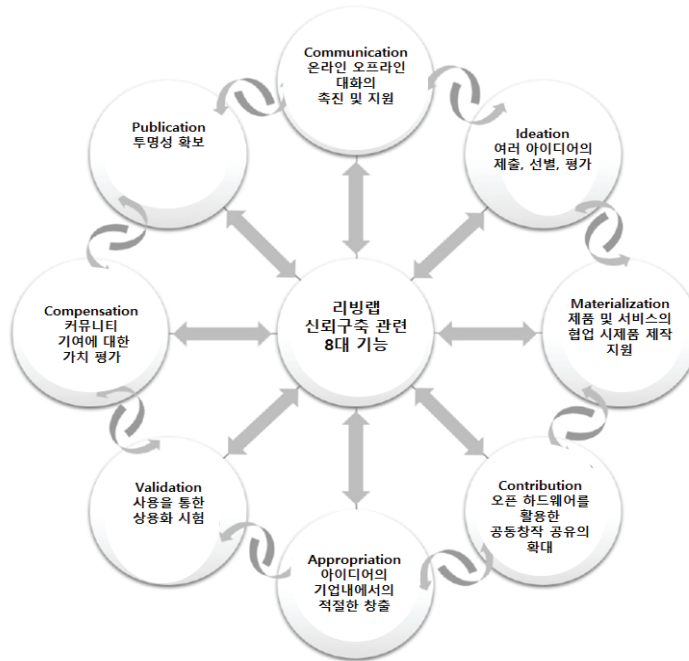 Communication
온라인 오프라인
대화의
촉진 및 지원
Ideation
여러 아이디어의
제출, 선별, 평가
Materialization
제품 및 서비스의
협업 시제품 제작
지원
Contribution
오픈 하드웨어를
활용한
공동창작 공유의
확대
Appropriation
아이디어의
기업내에서의
적절한 창출
Validation
사용을 통한
상용화 시험
Compensation
커뮤니티
기여에 대한
가치 평가
Publication
투명성 확보
리빙랩
신뢰구축 관련
8대 기능